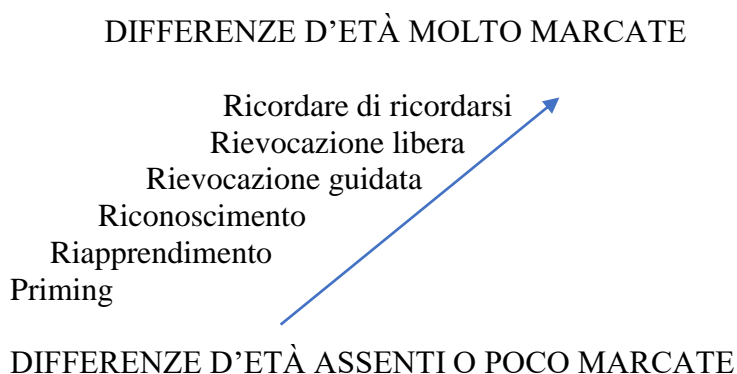 DIFFERENZE D’ETÀ MOLTO MARCATE
Ricordare di ricordarsi
Rievocazione libera
Rievocazione guidata
Riconoscimento
Riapprendimento
Priming
DIFFERENZE D’ETÀ ASSENTI O POCO MARCATE